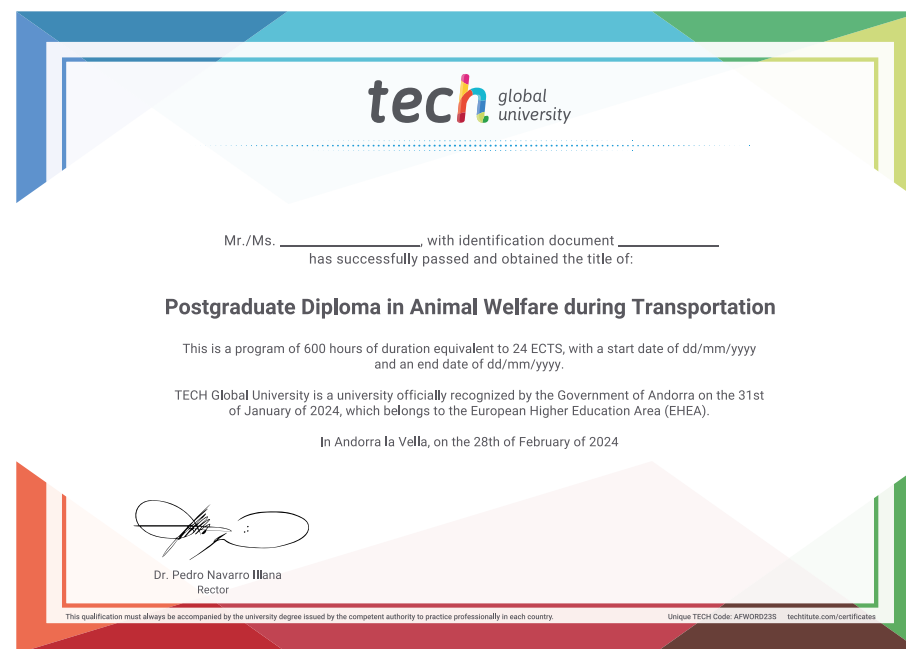 tech global
university
Mr./Ms. ____________________, with identification document ______________
has successfully passed and obtained the title of:
Postgraduate Diploma in Animal Welfare during Transportation
This is a program of 600 hours of duration equivalent to 24 ECTS, with a start date of dd/mm/yyyy
and an end date of dd/mm/yyyy.
TECH Global University is a university officially recognized by the Government of Andorra on the 31st
of January of 2024, which belongs to the European Higher Education Area (EHEA).
In Andorra la Vella, on the 28th of February of 2024
Dr. Pedro Navarro Illana
Rector
This qualification must always be accompanied by the university degree issued by the competent authority to practice professionally in each country. Unique TECH Code: AFWORD23S techtitute.com/certificates